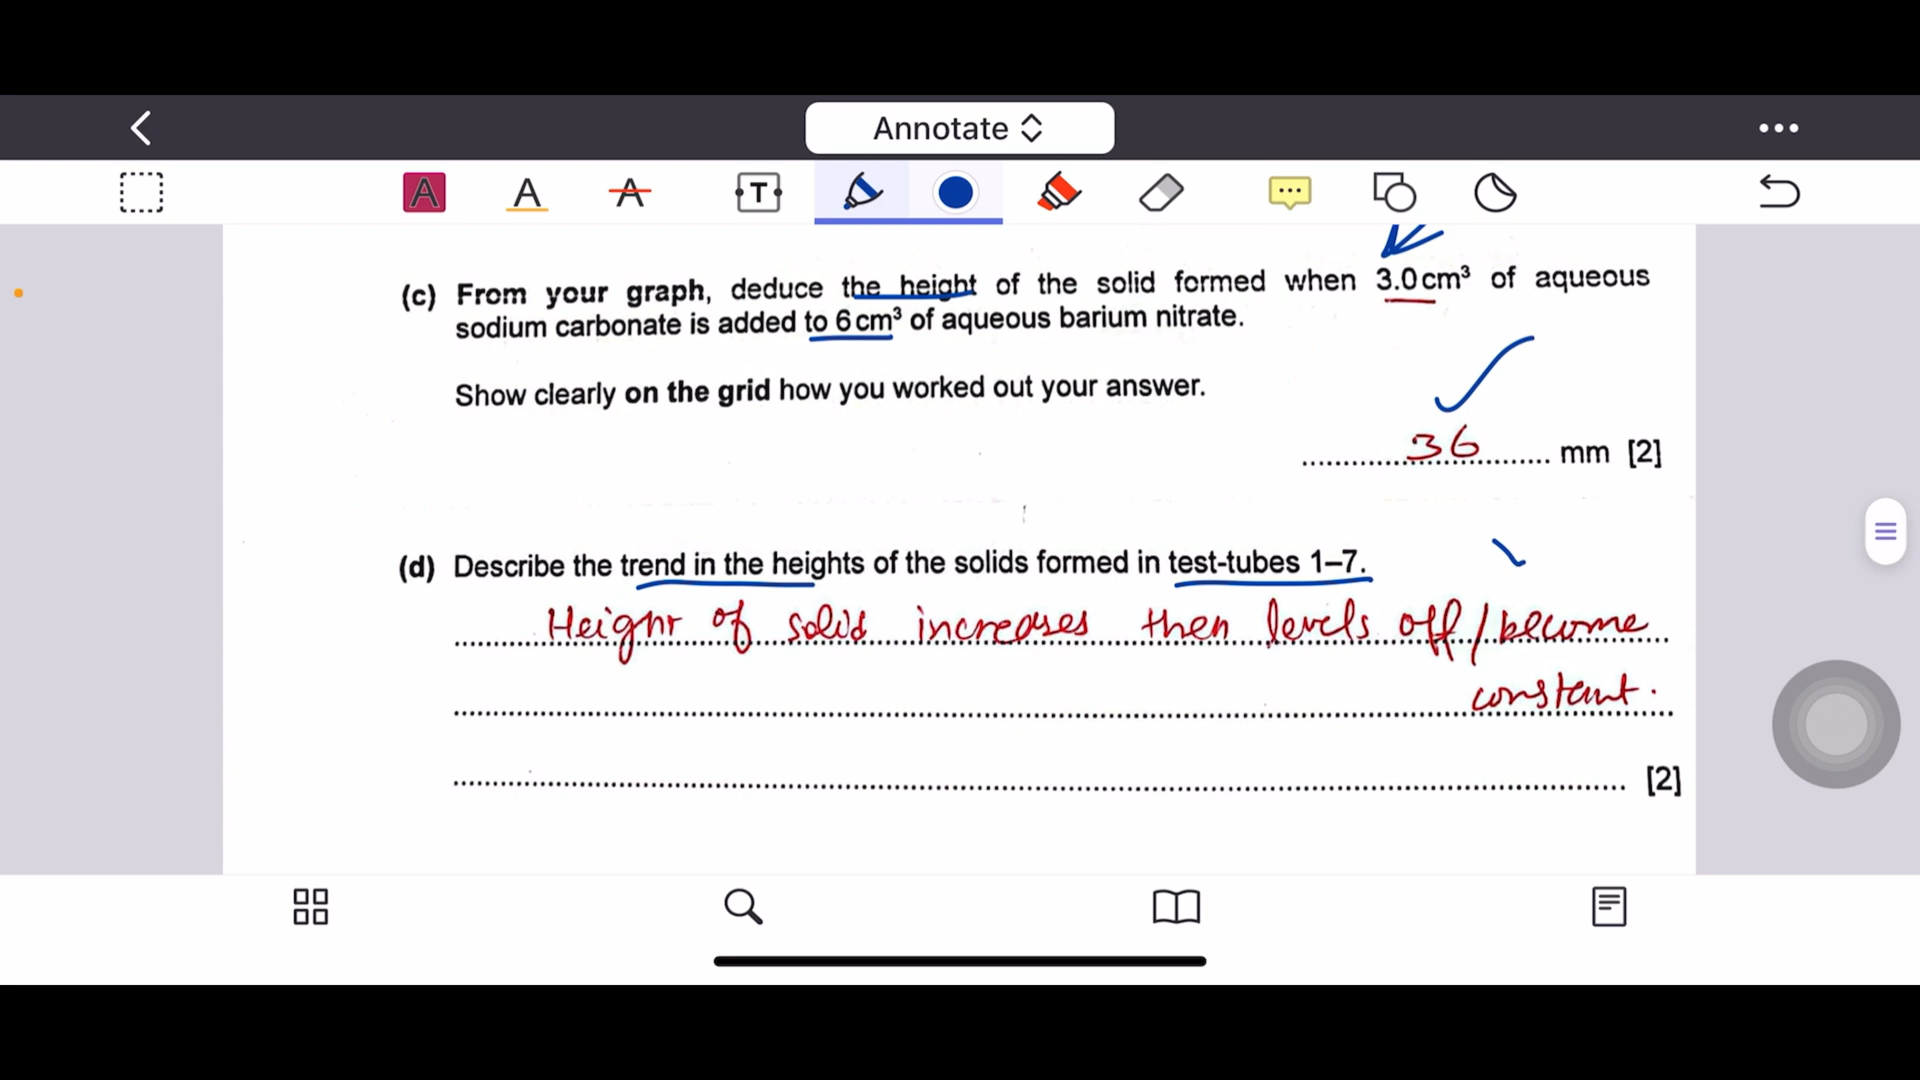 Annotate
A A A T
(c) From your graph, deduce the height of the solid formed when 3.0 cm³ of aqueous
sodium carbonate is added to 6 cm³ of aqueous barium nitrate.
Show clearly on the grid how you worked out your answer.
36 mm [2]
(d) Describe the trend in the heights of the solids formed in test-tubes 1–7.
Height of solid increases then levels off / become
constant.
[2]